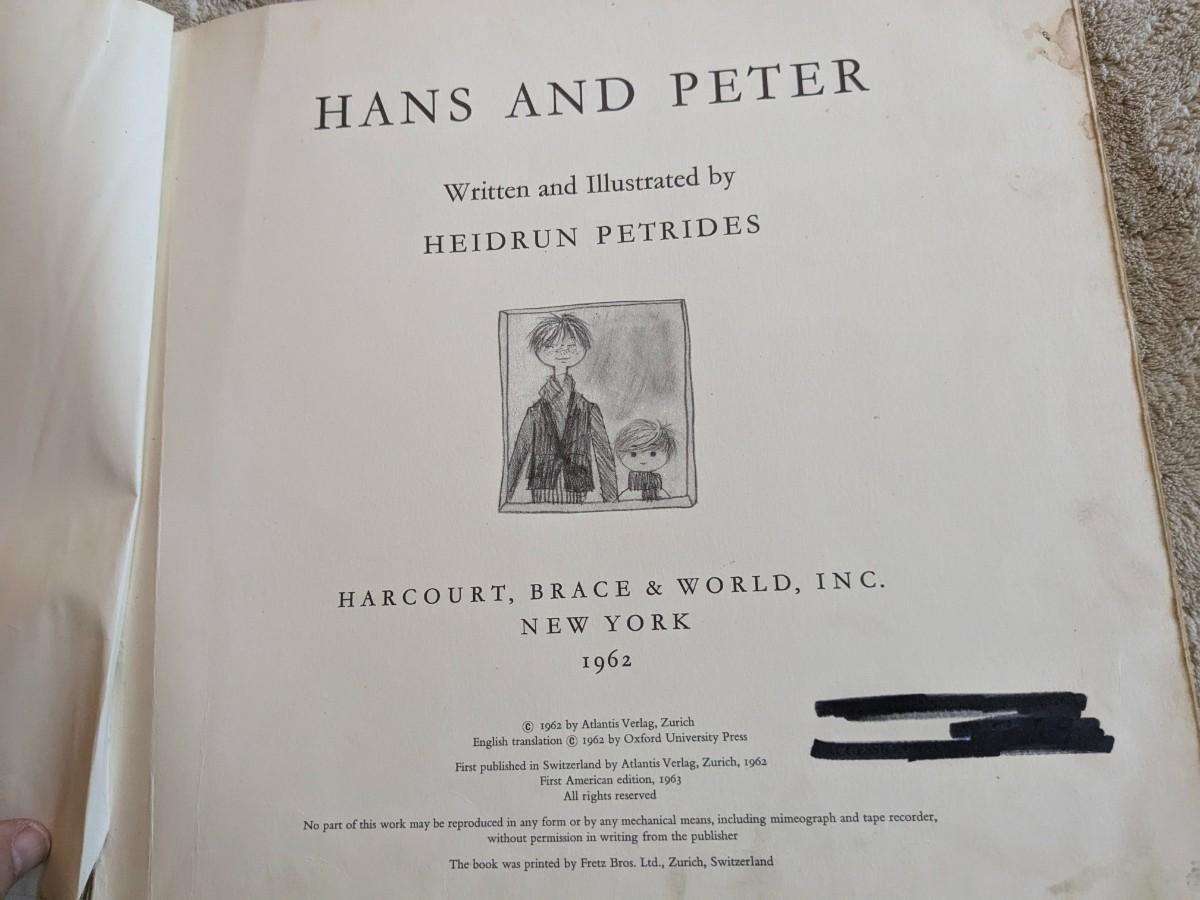 HANS AND PETER
Written and Illustrated by
HEIDRUN PETRIDES
HARCOURT, BRACE & WORLD, INC.
NEW YORK
1962
© 1962 by Atlantis Verlag, Zurich
English translation © 1962 by Oxford University Press
First published in Switzerland by Atlantis Verlag, Zurich, 1962
First American edition, 1963
All rights reserved
No part of this work may be reproduced in any form or by any mechanical means, including mimeograph and tape recorder,
without permission in writing from the publisher
The book was printed by Fretz Bros. Ltd., Zurich, Switzerland